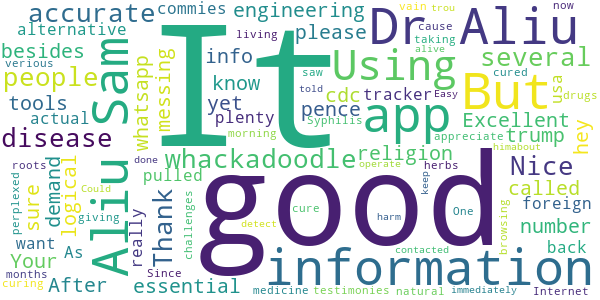 commies engineering
accurate
Dr Aliu
alternative
please
besides
info
Using
several
people
know
But
verious
living
cause now
vain trou
taking
alive
saw
told
cured
drugs
tools
yet
cdc
tracker
Easy
usa
hey
actual
plenty
pence
app
Syphilis
appreciate
himabout
disease
morning
Excellent
trump
It
Sam
whatsapp
messing
whackadoodle
religion
Nice
roots
done
pulled
herbs
called
Could
operate
foreign
sure
demand
logical
Aliu
really
Thank
good
challenges
cure
harm
keep
One
number
perplexed
want
As
giving
detect
contacted
browsing
back
Your
After
essential
information
months
curing
Since
medicine
testimonies
natural
immediately
Internet